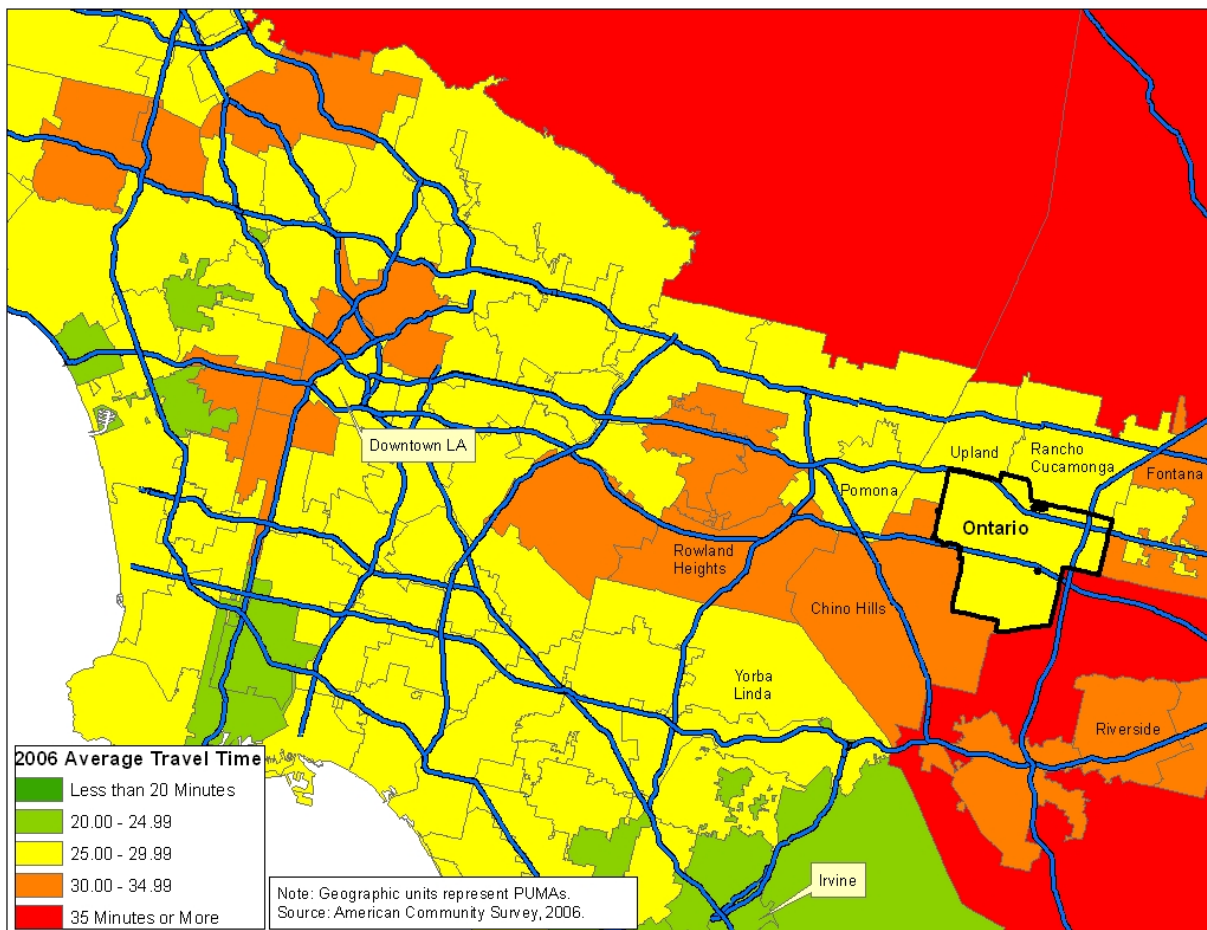 Downtown LA
Upland
Rancho
Cucamonga
Fontana
Pomona
Ontario
Rowland
Heights
Chino Hills
Yorba
Linda
Riverside
Irvine
2006 Average Travel Time
Less than 20 Minutes
20.00 - 24.99
25.00 - 29.99
30.00 - 34.99
35 Minutes or More
Note: Geographic units represent PUMAs.
Source: American Community Survey, 2006.